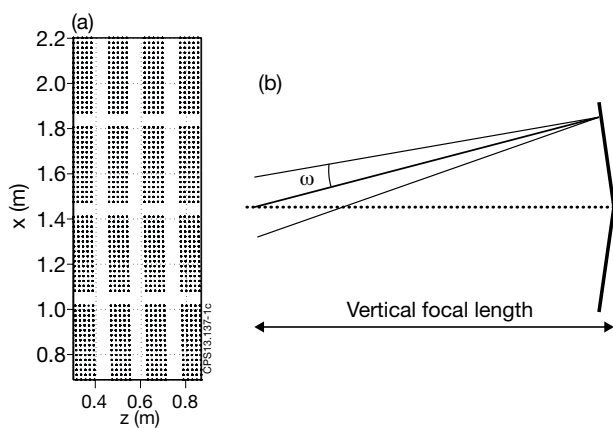 (a)
2.2
2.0
1.8
1.6
1.4
1.2
1.0
0.8
x (m)
0.4 0.6 0.8
z (m)
CPS13.137-1c
(b)
ω
Vertical focal length